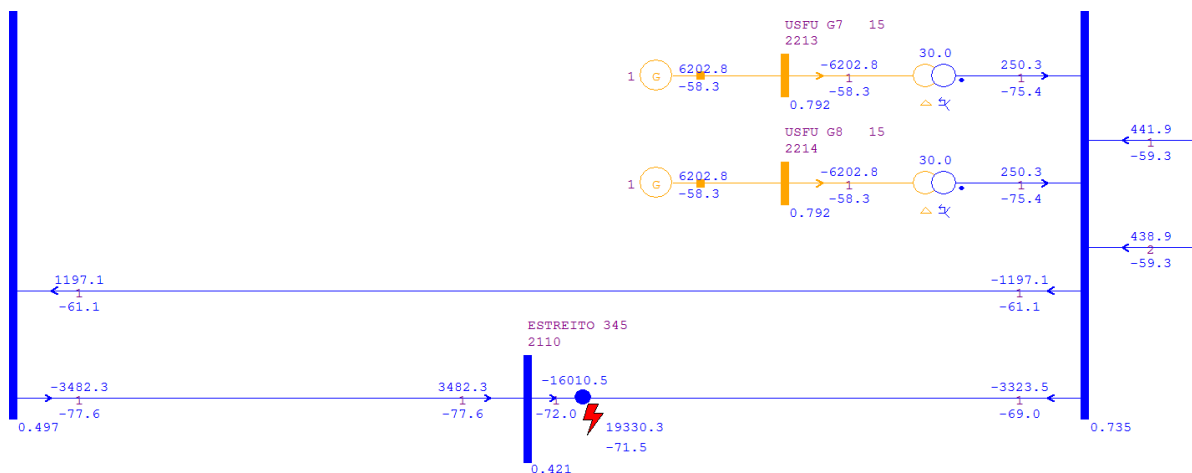 USFU G7 15
2213
30.0
1 G 6202.8 -6202.8 250.3
1 1
-58.3 -58.3 -75.4
0.792
441.9
1
-59.3
USFU G8 15
2214
30.0
1 G 6202.8 -6202.8 250.3
1 1
-58.3 -58.3 -75.4
0.792
438.9
2
-59.3
1197.1 -1197.1
1 1
-61.1 -61.1
ESTREITO 345
2110
-3482.3 3482.3 -16010.5 -3323.5
1 1 1 1
-77.6 -77.6 -72.0 -69.0
0.497 19330.3 0.735
-71.5
0.421